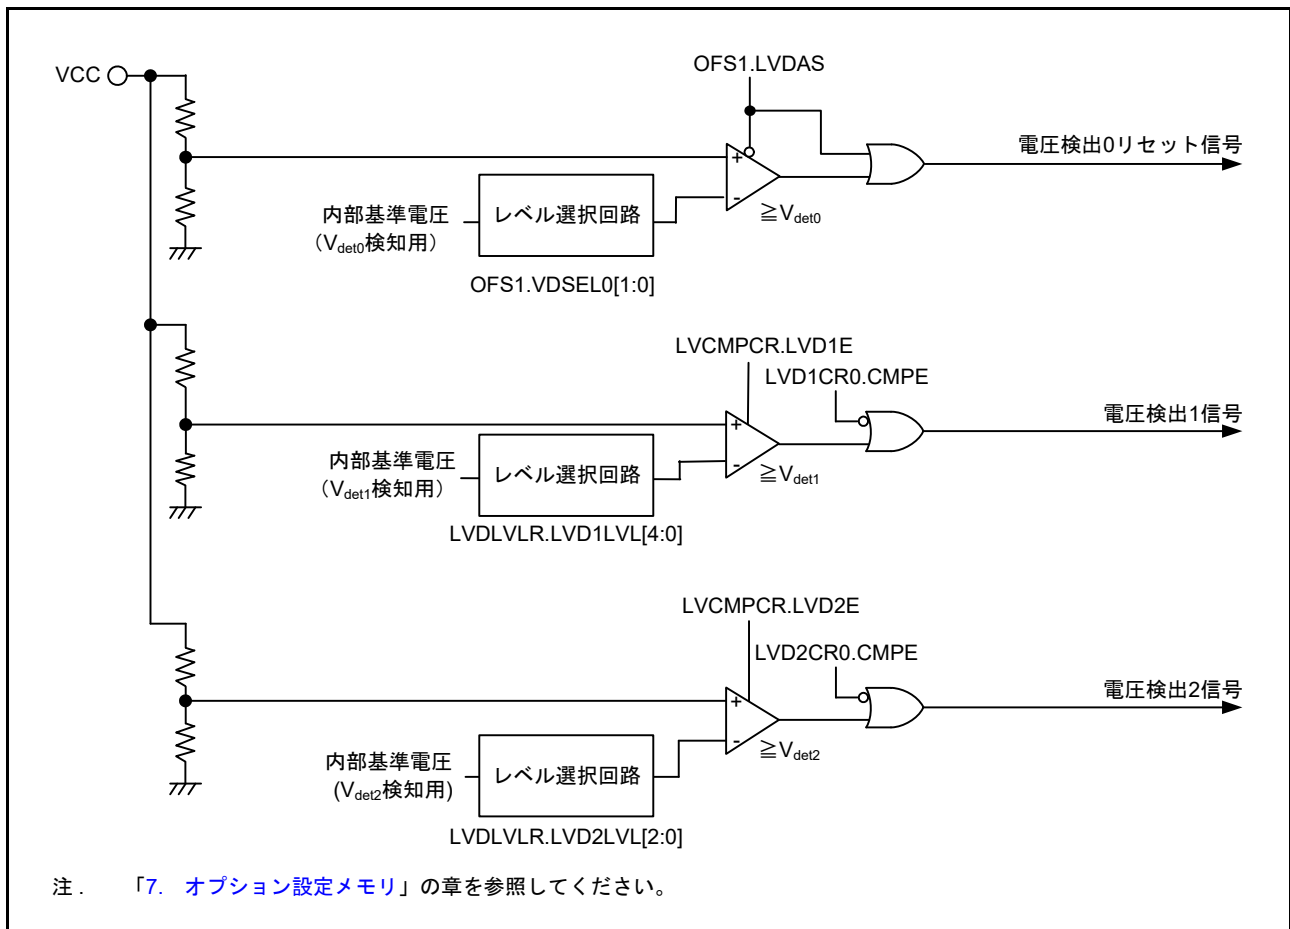 OFS1.LVDAS
VCC
電圧検出0リセット信号
+
-
内部基準電圧
（Vdet0検知用）
レベル選択回路
≧Vdet0
OFS1.VDSEL0[1:0]
LVCMPCR.LVD1E
LVD1CR0.CMPE
電圧検出1信号
+
-
内部基準電圧
（Vdet1検知用）
レベル選択回路
≧Vdet1
LVDLVLR.LVD1LVL[4:0]
LVCMPCR.LVD2E
LVD2CR0.CMPE
電圧検出2信号
+
-
内部基準電圧
(Vdet2検知用)
レベル選択回路
≧Vdet2
LVDLVLR.LVD2LVL[2:0]
注. 「7. オプション設定メモリ」の章を参照してください。